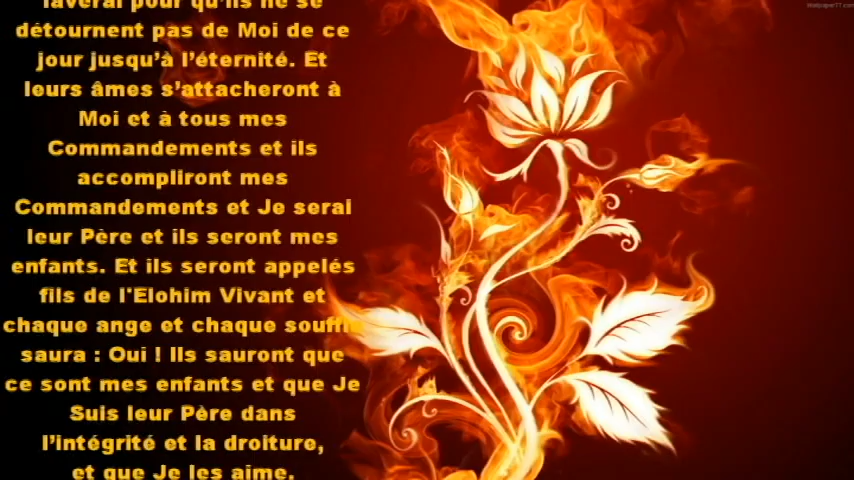 laverai pour qu'ils ne se
détournent pas de Moi de ce
jour jusqu'à l'éternité. Et
leurs âmes s'attacheront à
Moi et à tous mes
Commandements et ils
accompliront mes
Commandements et Je serai
leur Père et ils seront mes
enfants. Et ils seront appelés
fils de l'Elohim Vivant et
chaque ange et chaque souffle
saura : Oui ! Ils sauront que
ce sont mes enfants et que Je
Suis leur Père dans
l'intégrité et la droiture,
et que Je les aime.